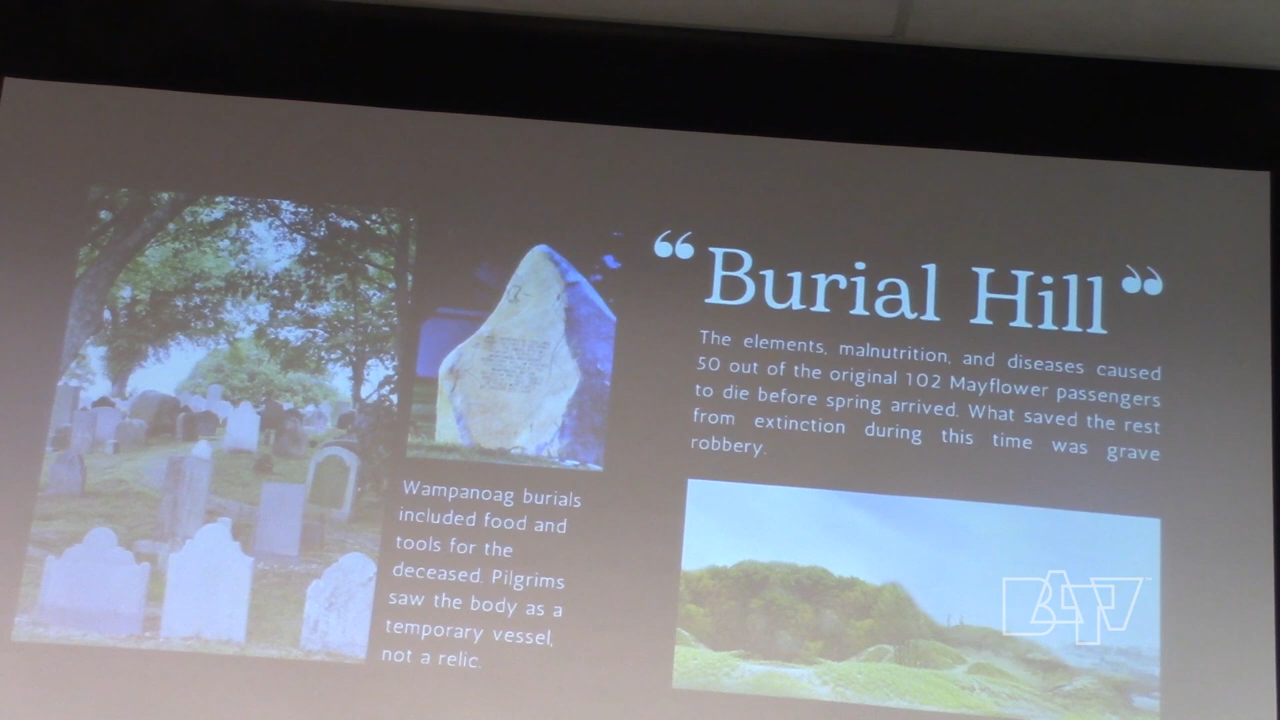 “Burial Hill”
The elements, malnutrition, and diseases caused
50 out of the original 102 Mayflower passengers
to die before spring arrived. What saved the rest
from extinction during this time was grave
robbery.
Wampanoag burials
included food and
tools for the
deceased. Pilgrims
saw the body as a
temporary vessel,
not a relic.